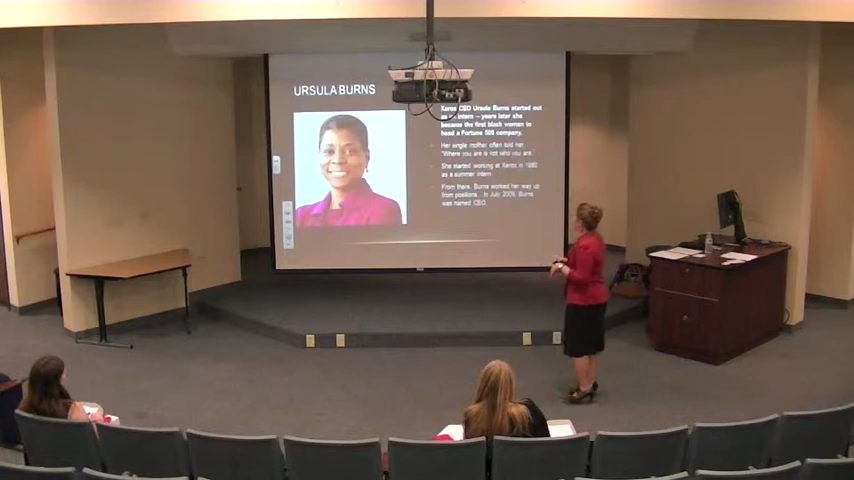 URSULA BURNS
Xerox CEO Ursula Burns started out
as intern – years later she
became the first black woman to
head a Fortune 500 company.
Her single mother often told her,
"Where you are is not who you are."
She started working at Xerox in 1980
as a summer intern.
From there, Burns worked her way up
from positions. In July 2009, Burns
was named CEO.